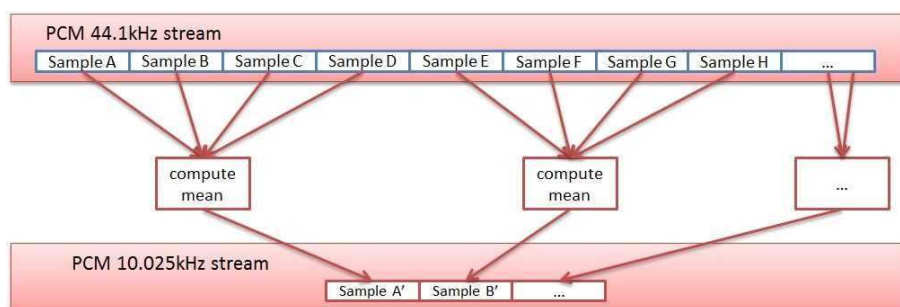 PCM 44.1kHz stream
Sample A Sample B Sample C Sample D Sample E Sample F Sample G Sample H ...
compute mean compute mean ...
PCM 10.025kHz stream
Sample A' Sample B' ...